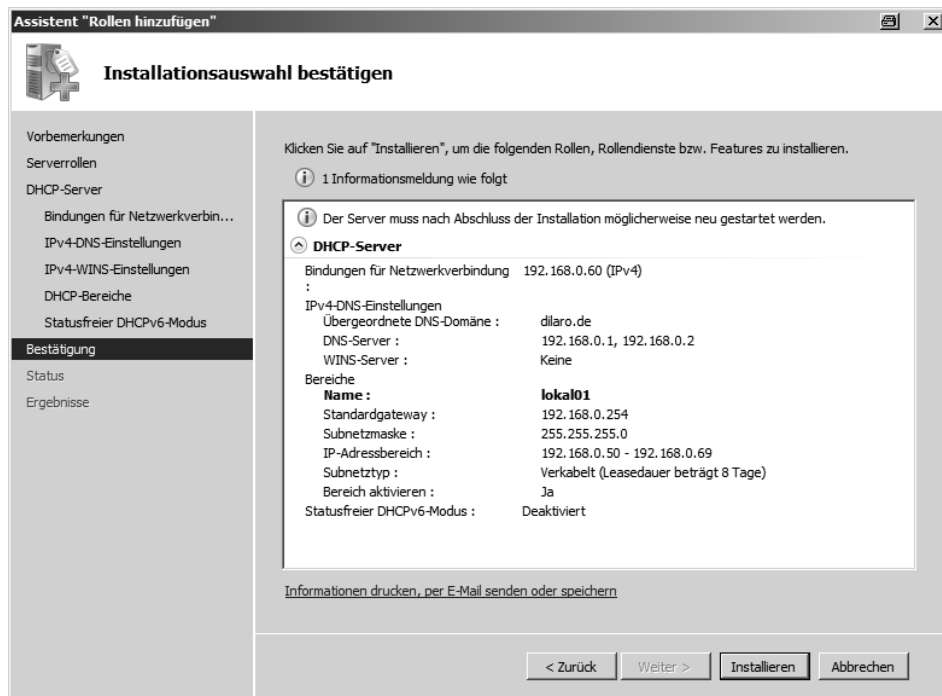 Assistent "Rollen hinzufügen"
Installationsauswahl bestätigen
Vorbemerkungen
Serverrollen
DHCP-Server
Bindungen für Netzwerkverbin...
IPv4-DNS-Einstellungen
IPv4-WINS-Einstellungen
DHCP-Bereiche
Statusfreier DHCPv6-Modus
Bestätigung
Status
Ergebnisse
Klicken Sie auf "Installieren", um die folgenden Rollen, Rollendienste bzw. Features zu installieren.
1 Informationsmeldung wie folgt
Der Server muss nach Abschluss der Installation möglicherweise neu gestartet werden.
DHCP-Server
Bindungen für Netzwerkverbindung 192.168.0.60 (IPv4)
:
IPv4-DNS-Einstellungen
Übergeordnete DNS-Domäne : dilaro.de
DNS-Server : 192.168.0.1, 192.168.0.2
WINS-Server : Keine
Bereiche
Name : lokal01
Standardgateway : 192.168.0.254
Subnetzmaske : 255.255.255.0
IP-Adressbereich : 192.168.0.50 - 192.168.0.69
Subnetztyp : Verkabelt (Leasedauer beträgt 8 Tage)
Bereich aktivieren : Ja
Statusfreier DHCPv6-Modus : Deaktiviert
Informationen drucken, per E-Mail senden oder speichern
< Zurück Weiter > Installieren Abbrechen